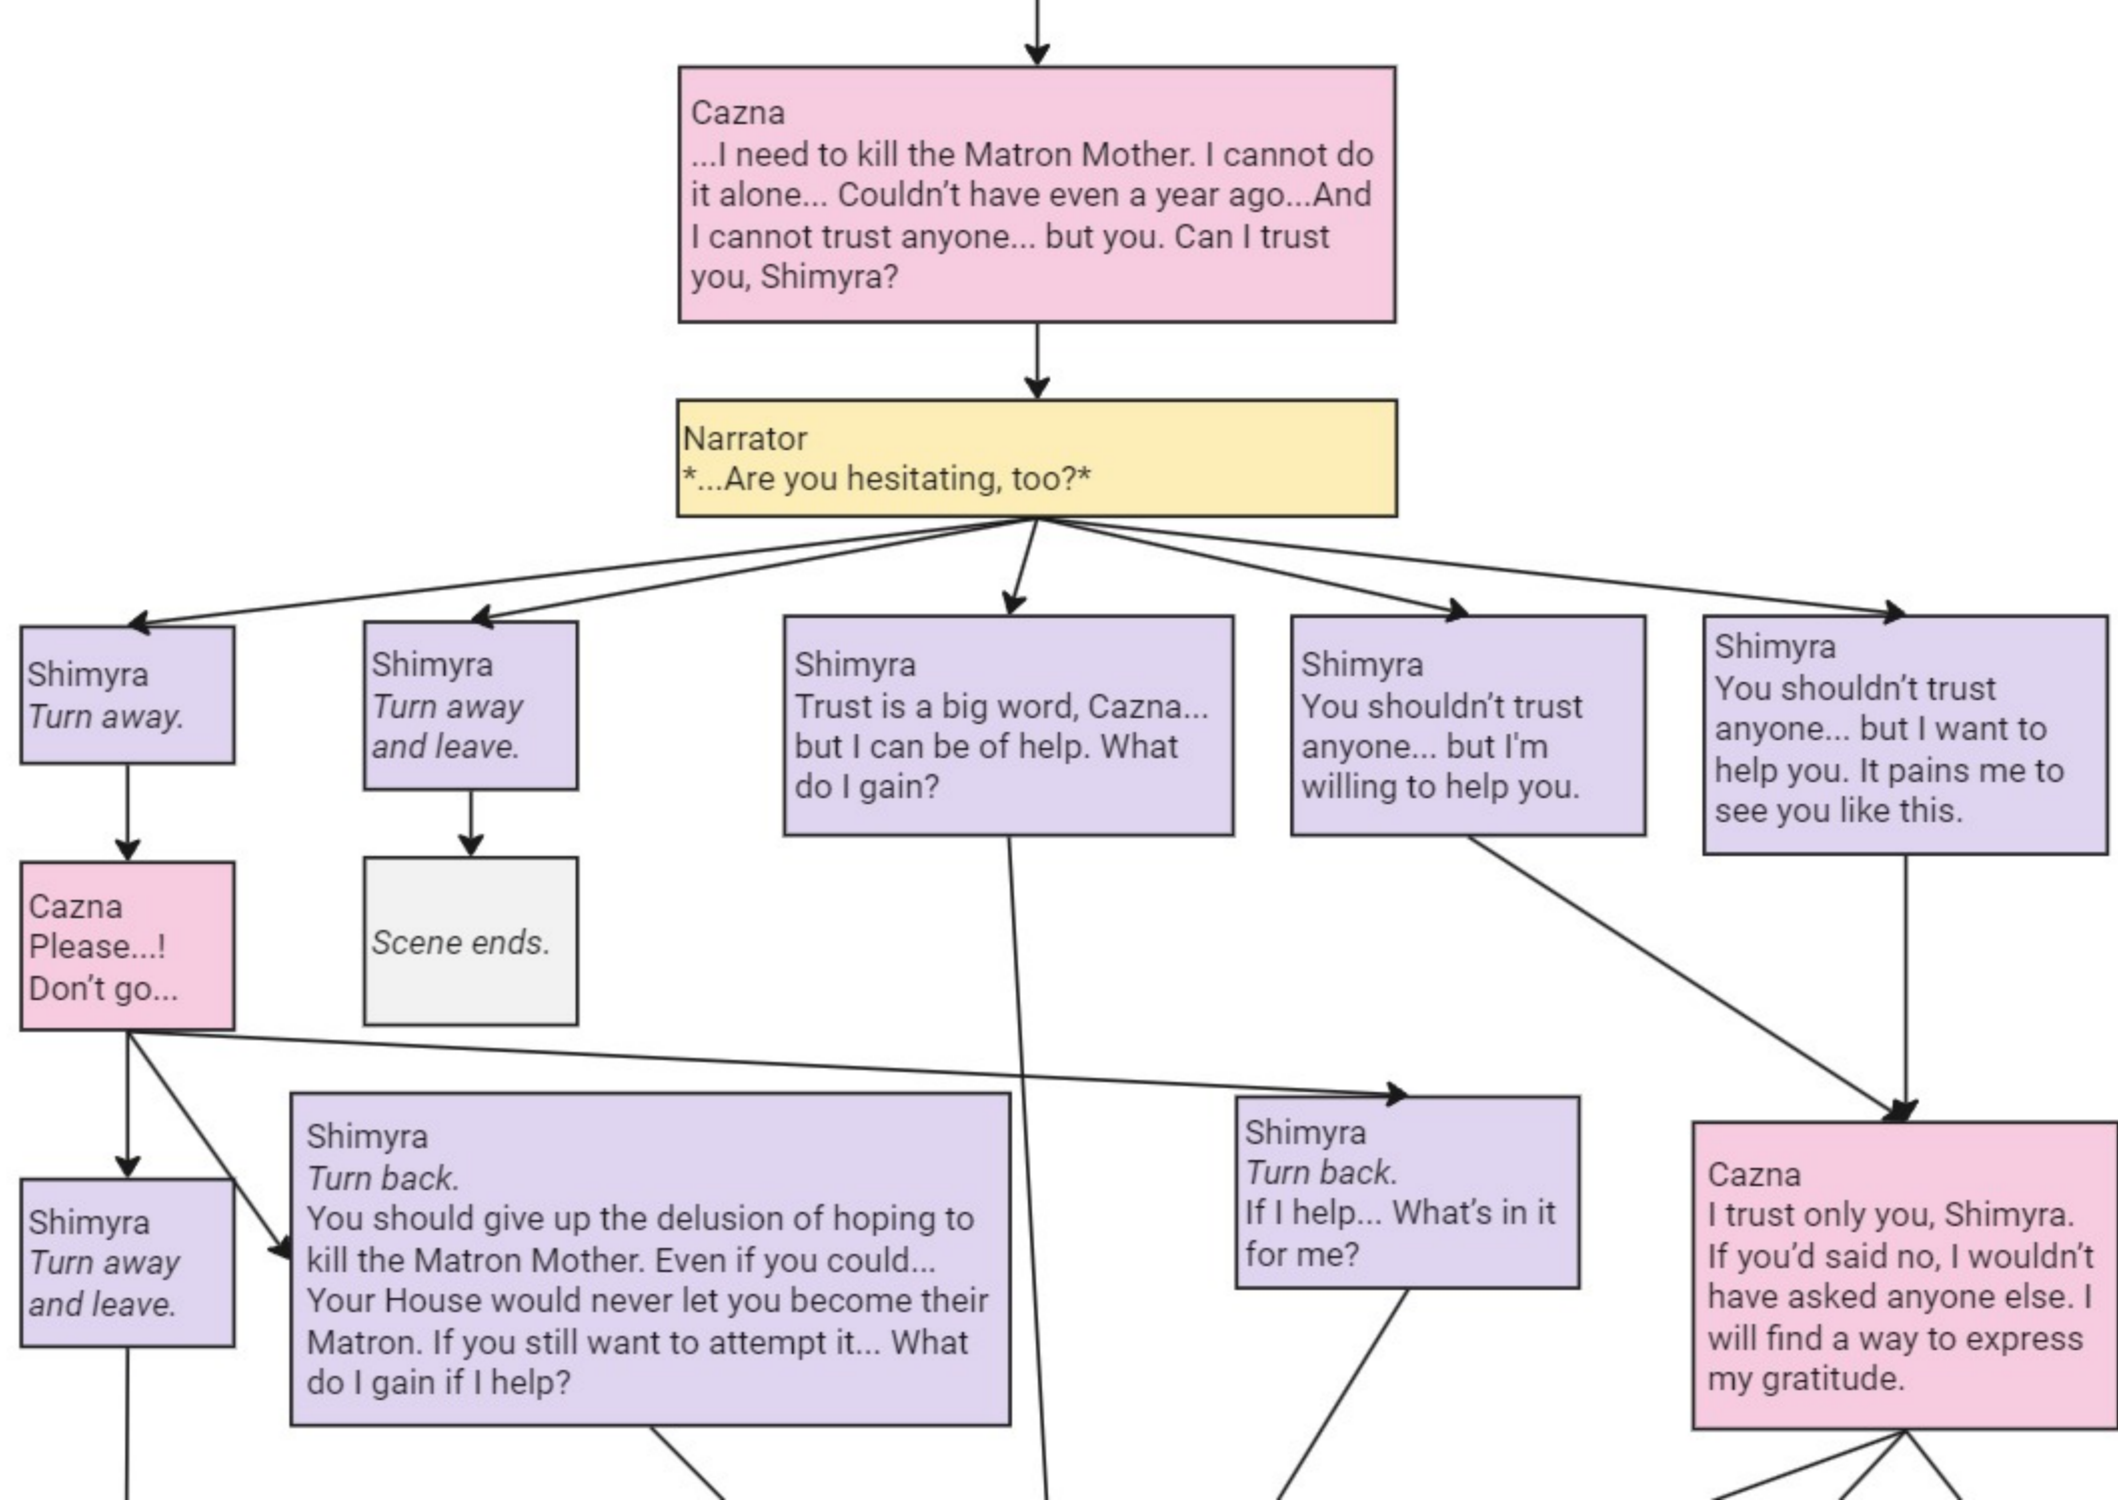 Cazna
...I need to kill the Matron Mother. I cannot do
it alone... Couldn’t have even a year ago...And
I cannot trust anyone... but you. Can I trust
you, Shimyra?
Narrator
*...Are you hesitating, too?*
Shimyra
Turn away.
Shimyra
Turn away
and leave.
Shimyra
Trust is a big word, Cazna...
but I can be of help. What
do I gain?
Shimyra
You shouldn’t trust
anyone... but I'm
willing to help you.
Shimyra
You shouldn’t trust
anyone... but I want to
help you. It pains me to
see you like this.
Cazna
Please...!
Don’t go...
Scene ends.
Shimyra
Turn away
and leave.
Shimyra
Turn back.
You should give up the delusion of hoping to
kill the Matron Mother. Even if you could...
Your House would never let you become their
Matron. If you still want to attempt it... What
do I gain if I help?
Shimyra
Turn back.
If I help... What’s in it
for me?
Cazna
I trust only you, Shimyra.
If you’d said no, I wouldn’t
have asked anyone else. I
will find a way to express
my gratitude.